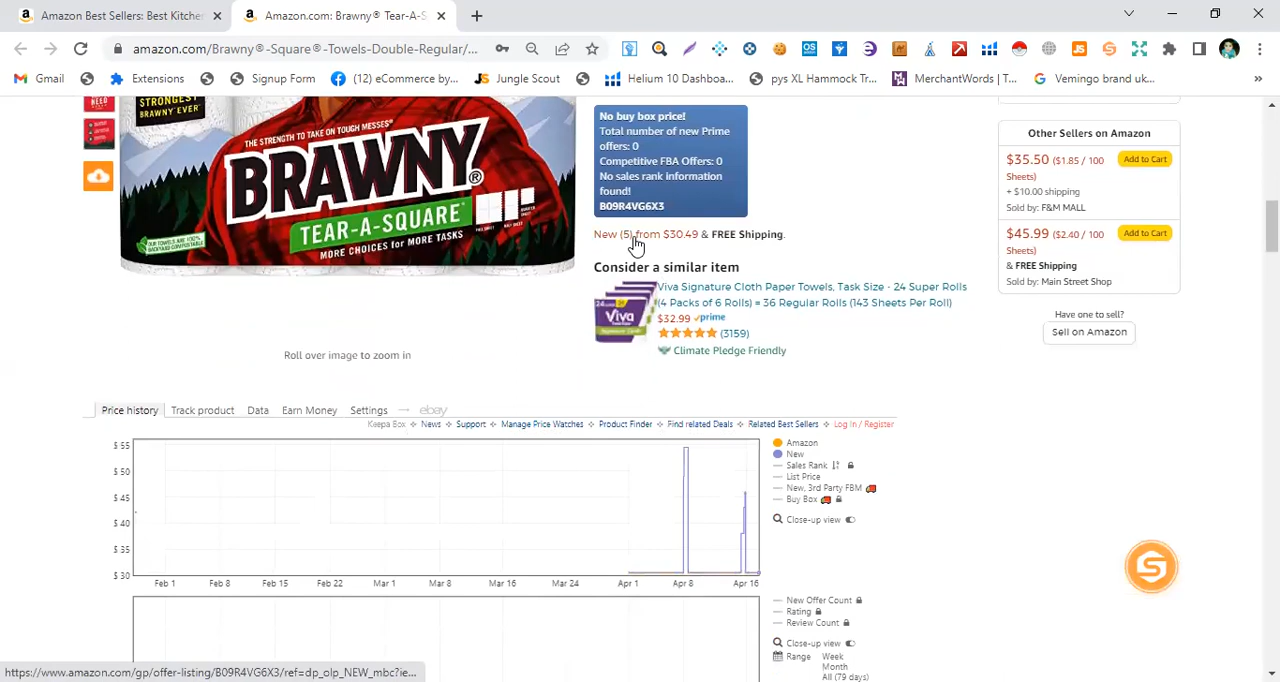 Amazon Best Sellers: Best Kitchen
Amazon.com: Brawny® Tear-A-S
amazon.com/Brawny®-Square®-Towels-Double-Regular/...
Gmail
Extensions
Signup Form
(12) eCommerce by...
Jungle Scout
Helium 10 Dashboa...
pys XL Hammock Tr...
MerchantWords | T...
Vemingo brand uk...
»
STRONGEST
BRAWNY EVER
THE STRENGTH TO TAKE ON TOUGH MESSES®
BRAWNY®
TEAR-A-SQUARE®
MORE CHOICES for MORE TASKS
Roll over image to zoom in
No buy box price!
Total number of new Prime
offers: 0
Competitive FBA Offers: 0
No sales rank information
found!
B09R4VG6X3
New (5) from $30.49 & FREE Shipping.
Consider a similar item
Viva Signature Cloth Paper Towels, Task Size - 24 Super Rolls
(4 Packs of 6 Rolls) = 36 Regular Rolls (143 Sheets Per Roll)
Viva
$32.99 prime
(3159)
Climate Pledge Friendly
Other Sellers on Amazon
$35.50 ($1.85 / 100
Sheets)
Add to Cart
+ $10.00 shipping
Sold by: F&M MALL
$45.99 ($2.40 / 100
Sheets)
Add to Cart
& FREE Shipping
Sold by: Main Street Shop
Have one to sell?
Sell on Amazon
Price history
Track product
Data
Earn Money
Settings
ebay
Keepa Box
News
Support
Manage Price Watches
Product Finder
Find related Deals
Related Best Sellers
Log In / Register
$ 55
$ 50
$ 45
$ 40
$ 35
$ 30
Feb 1
Feb 8
Feb 15
Feb 22
Mar 1
Mar 8
Mar 16
Mar 24
Apr 1
Apr 8
Apr 16
Amazon
New
Sales Rank
List Price
New, 3rd Party FBM
Buy Box
Close-up view
New Offer Count
Rating
Review Count
Close-up view
Range
Week
Month
All (79 days)
https://www.amazon.com/gp/offer-listing/B09R4VG6X3/ref=dp_olp_NEW_mbc?ie...